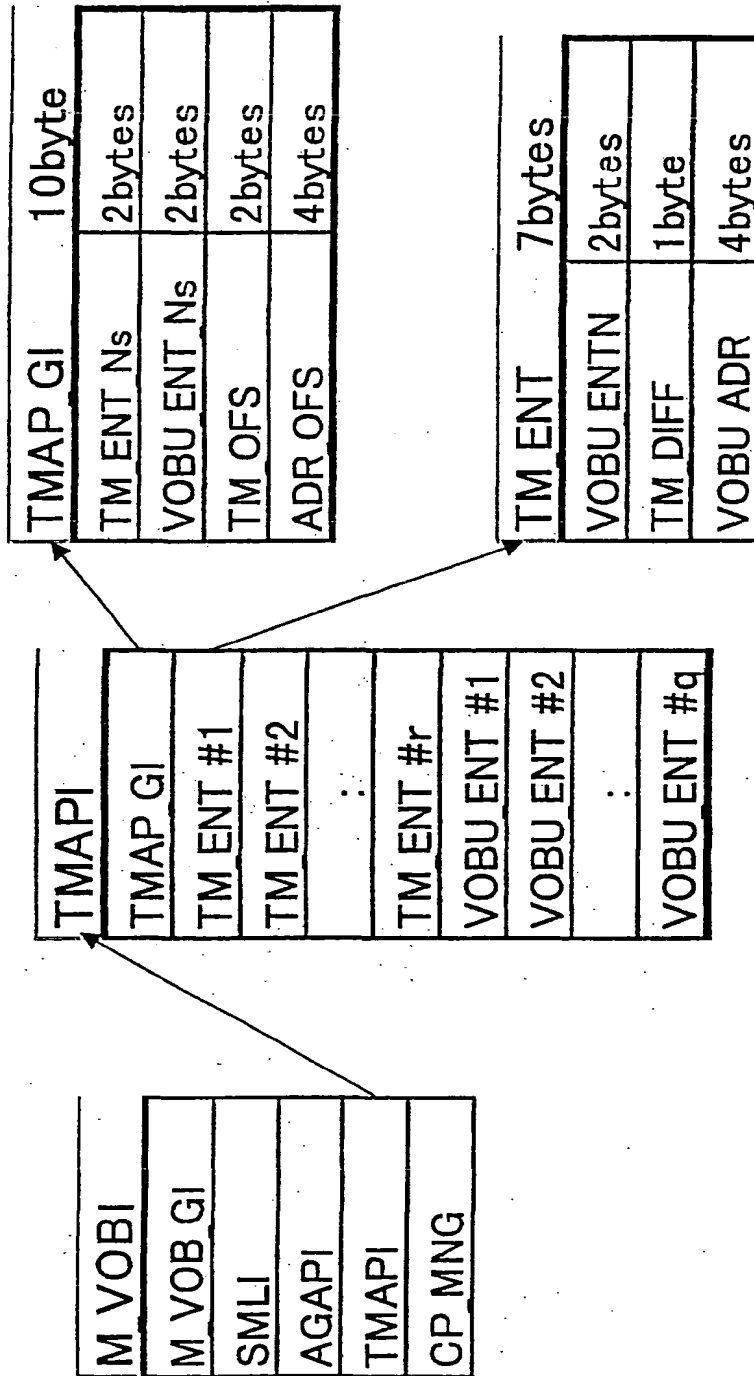 M VOBI
M VOB GI
SMLI
AGAPI
TMAPI
CP MNG
TMAPI
TMAP GI
TM ENT #1
TM ENT #2
:
TM ENT #r
VOBU ENT #1
VOBU ENT #2
:
VOBU ENT #q
TMAP GI 10byte
TM ENT Ns 2bytes
VOBU ENT Ns 2bytes
TM OFS 2bytes
ADR OFS 4bytes
TM ENT 7bytes
VOBU ENTN 2bytes
TM DIFF 1byte
VOBU ADR 4bytes